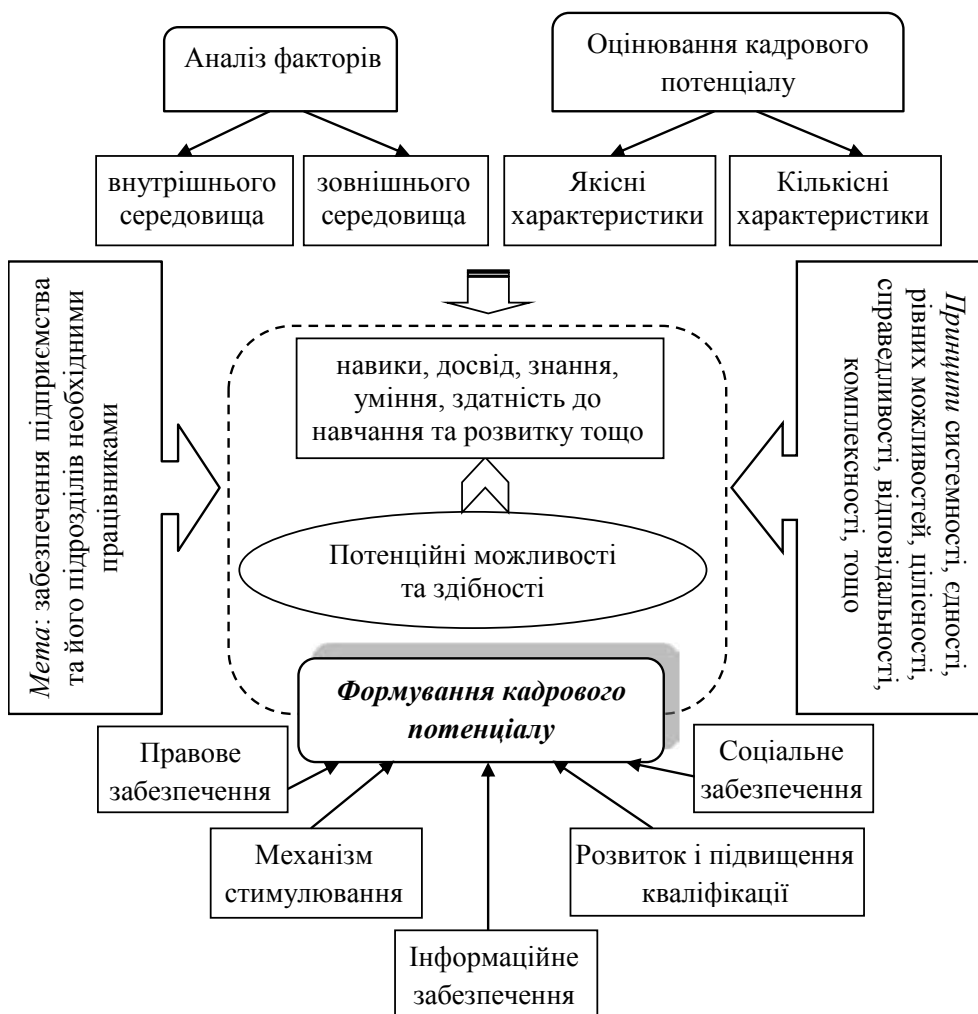 Аналіз факторів
Оцінювання кадрового
потенціалу
внутрішнього
середовища
зовнішнього
середовища
Якісні
характеристики
Кількісні
характеристики
Мета: забезпечення підприємства
та його підрозділів необхідними
працівниками
навики, досвід, знання,
уміння, здатність до
навчання та розвитку тощо
Потенційні можливості
та здібності
Принципи системності, єдності,
рівних можливостей, цілісності,
справедливості, відповідальності,
комплексності, тощо
Формування кадрового
потенціалу
Правове
забезпечення
Соціальне
забезпечення
Механізм
стимулювання
Розвиток і підвищення
кваліфікації
Інформаційне
забезпечення